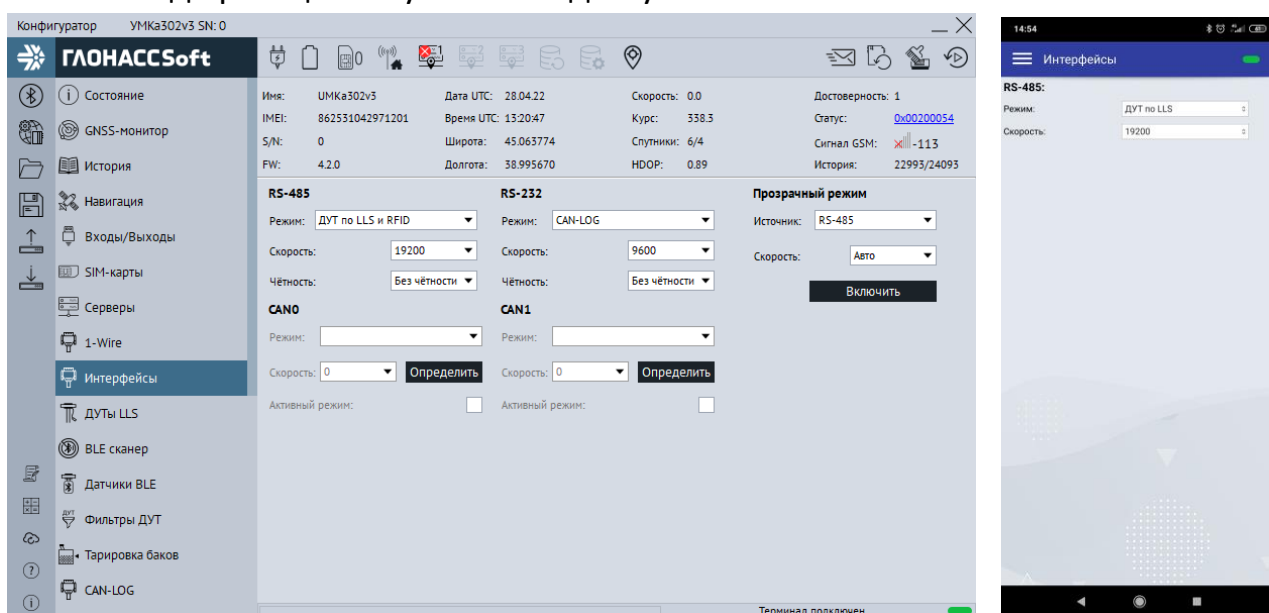 Конфигуратор УМКа302v3 SN: 0
ГЛОНАССSoft
0
1
Состояние
GNSS-монитор
История
Навигация
Входы/Выходы
SIM-карты
Серверы
1-Wire
Интерфейсы
ДУТы LLS
BLE сканер
Датчики BLE
Фильтры ДУТ
Тарировка баков
CAN-LOG
Имя: UMKa302v3 Дата UTC: 28.04.22 Скорость: 0.0 Достоверность: 1
IMEI: 862531042971201 Время UTC: 13:20:47 Курс: 338.3 Статус: 0x00200054
S/N: 0 Широта: 45.063774 Спутники: 6/4 Сигнал GSM: -113
FW: 4.2.0 Долгота: 38.995670 HDOP: 0.89 История: 22993/24093
RS-485 RS-232 Прозрачный режим
Режим: ДУТ по LLS и RFID Режим: CAN-LOG Источник: RS-485
Скорость: 19200 Скорость: 9600 Скорость: Авто
Чётность: Без чётности Чётность: Без чётности Включить
CAN0 CAN1
Режим: Режим:
Скорость: 0 Определить Скорость: 0 Определить
Активный режим: Активный режим:
Терминал подключен
14:54
Интерфейсы
RS-485:
Режим: ДУТ по LLS
Скорость: 19200